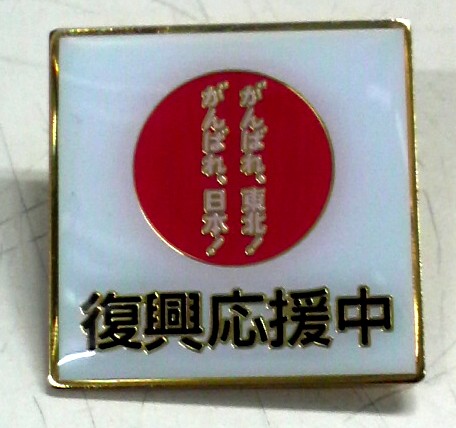 がんばれ。東北！
がんばれ。日本！
復興応援中